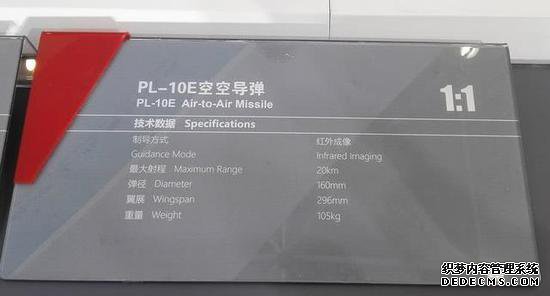 PL-10E空空导弹
PL-10E Air-to-Air Missile
1:1
技术数据 Specifications
制导方式 红外成像
Guidance Mode Infrared Imaging
最大射程 Maximum Range 20km
弹径 Diameter 160mm
翼展 Wingspan 296mm
重量 Weight 105kg
织梦内容管理系统
DEDECMS.COM